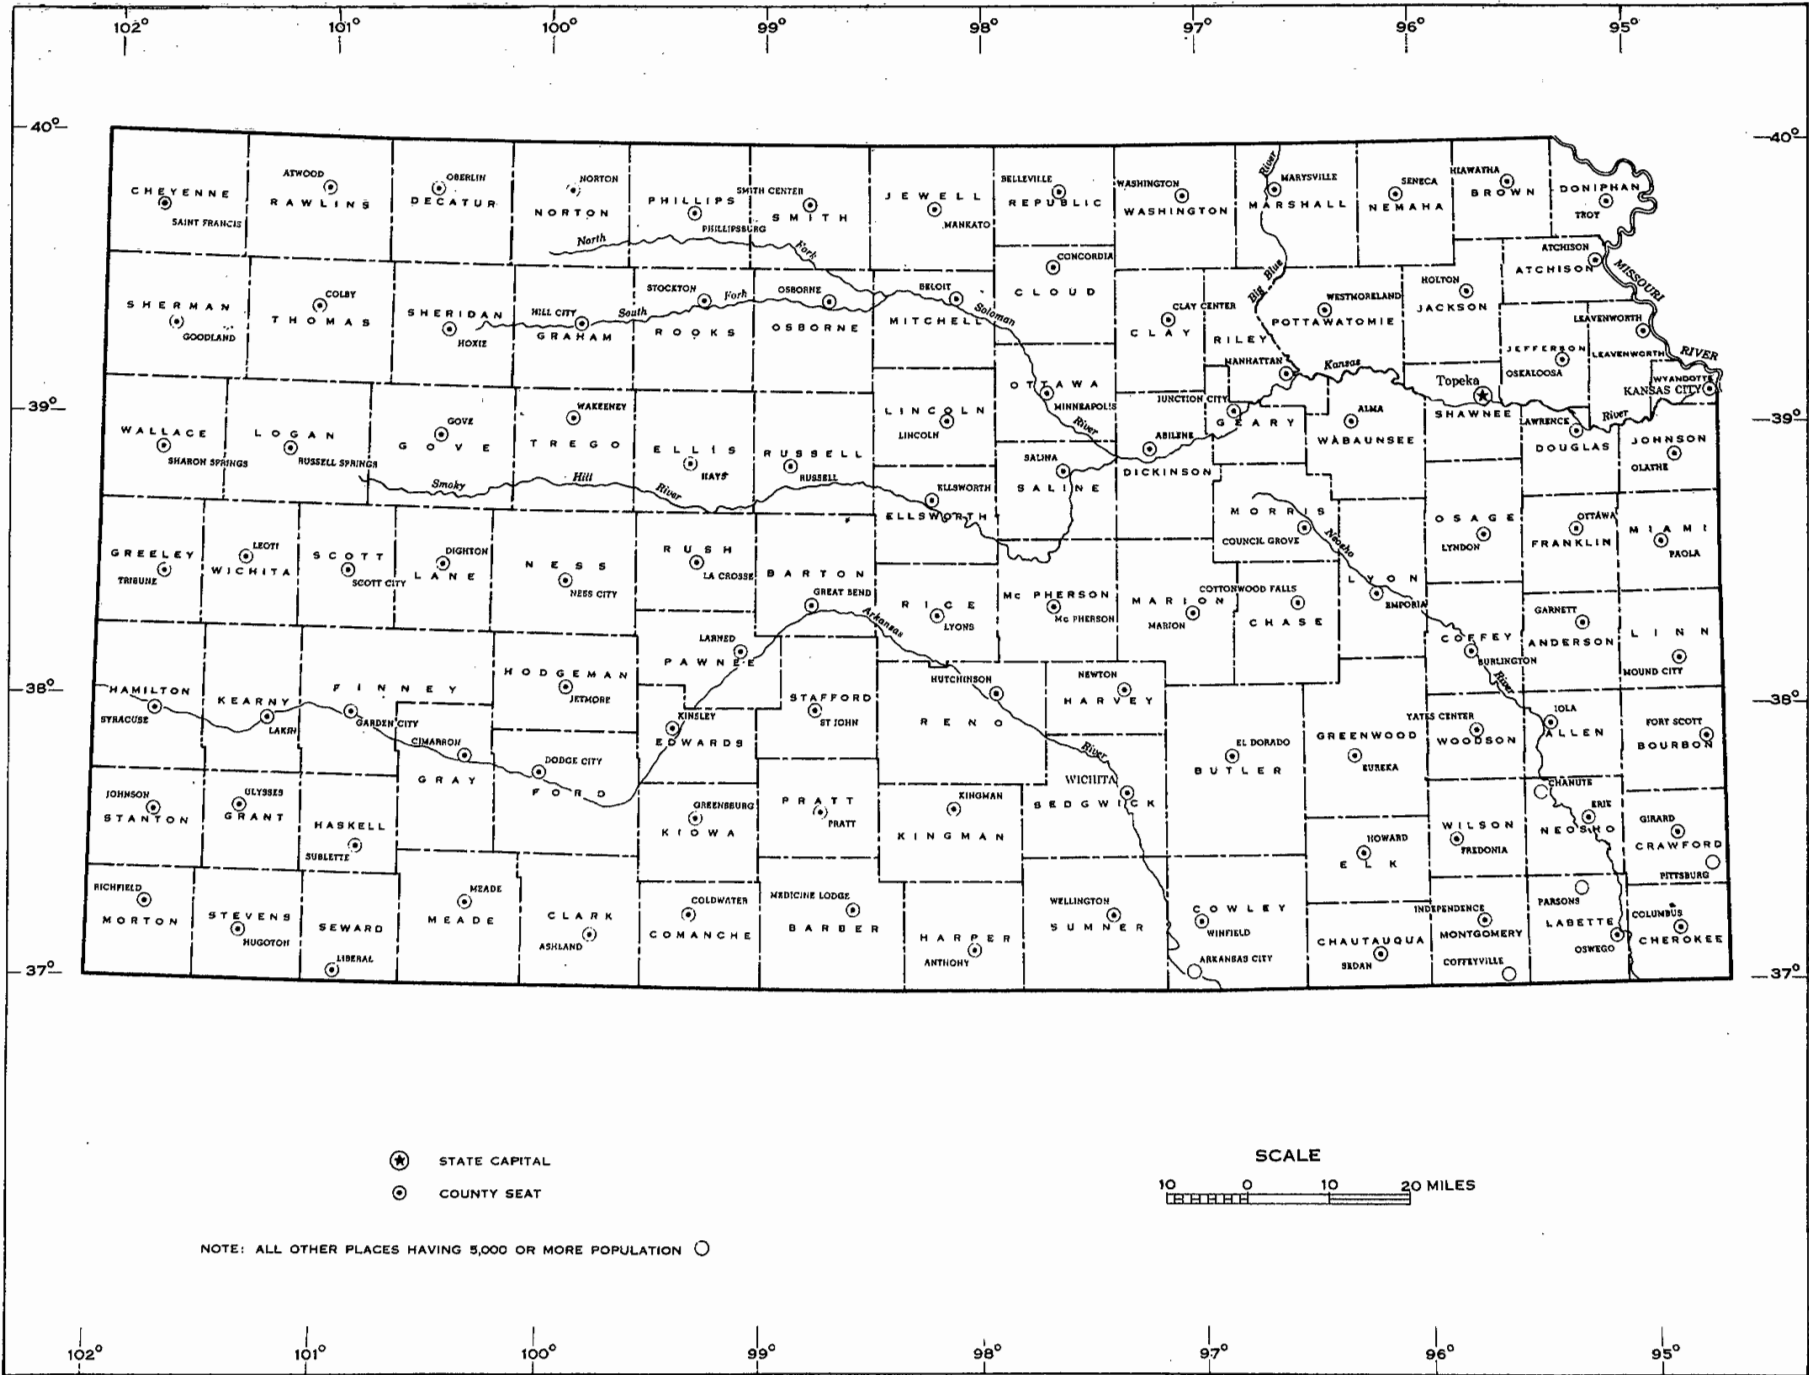 102°
101°
100°
99°
98°
97°
96°
95°
40°
40°
CHEYENNE
SAINT FRANCIS
ATWOOD
RAWLINS
OBERLIN
DECATUR
NORTON
NORTON
PHILLIPS
PHILLIPSBURG
SMITH CENTER
SMITH
JEWELL
MANKATO
BELLEVILLE
REPUBLIC
WASHINGTON
WASHINGTON
River
MARYSVILLE
MARSHALL
SENECA
NEMAHA
HIAWATHA
BROWN
DONIPHAN
TROY
North
Fork
CONCORDIA
CLOUD
ATCHISON
ATCHISON
MISSOURI
SHERMAN
GOODLAND
COLBY
THOMAS
SHERIDAN
HOXIE
HILL CITY
GRAHAM
South
STOCKTON
Fork
ROOKS
OSBORNE
OSBORNE
BELOIT
MITCHELL
Soloman
CLAY CENTER
CLAY
Big Blue
RILEY
MANHATTAN
WESTMORELAND
POTTAWATOMIE
HOLTON
JACKSON
JEFFERSON
OSKALOOSA
LEAVENWORTH
LEAVENWORTH
RIVER
WYANDOTTE
KANSAS CITY
39°
39°
WALLACE
SHARON SPRINGS
LOGAN
RUSSELL SPRINGS
GOVE
GOVE
WAKEENEY
TREGO
ELLIS
HAYS
RUSSELL
RUSSELL
LINCOLN
LINCOLN
OTTAWA
MINNEAPOLIS
River
JUNCTION CITY
GEARY
Kansas
Topeka
SHAWNEE
ALMA
WABAUNSEE
LAWRENCE
DOUGLAS
River
JOHNSON
OLATHE
Smoky
Hill
River
ELLSWORTH
ELLSWORTH
SALINA
SALINE
ABILENE
DICKINSON
MORRIS
COUNCIL GROVE
Neosho
OSAGE
LYNDON
OTTAWA
FRANKLIN
MIAMI
PAOLA
GREELEY
TRIBUNE
LEOTI
WICHITA
SCOTT
SCOTT CITY
DIGHTON
LANE
NESS
NESS CITY
RUSH
LA CROSSE
BARTON
GREAT BEND
Arkansas
RICE
LYONS
Mc PHERSON
Mc PHERSON
MARION
MARION
COTTONWOOD FALLS
CHASE
LYON
EMPORIA
COFFEY
BURLINGTON
River
GARNETT
ANDERSON
LINN
MOUND CITY
38°
38°
HAMILTON
SYRACUSE
KEARNY
LAKIN
FINNEY
GARDEN CITY
CIMARRON
GRAY
HODGEMAN
JETMORE
LARNED
PAWNEE
KINSLEY
EDWARDS
STAFFORD
ST JOHN
HUTCHINSON
RENO
NEWTON
HARVEY
River
WICHITA
SEDGWICK
EL DORADO
BUTLER
GREENWOOD
EUREKA
YATES CENTER
WOODSON
IOLA
ALLEN
FORT SCOTT
BOURBON
JOHNSON
STANTON
ULYSSES
GRANT
HASKELL
SUBLETTE
DODGE CITY
FORD
GREENSBURG
KIOWA
PRATT
PRATT
KINGMAN
KINGMAN
HOWARD
ELK
WILSON
FREDONIA
CHANUTE
ERIE
NEOSHO
GIRARD
CRAWFORD
PITTSBURG
RICHFIELD
MORTON
STEVENS
HUGOTON
SEWARD
LIBERAL
MEADE
MEADE
CLARK
ASHLAND
COLDWATER
COMANCHE
MEDICINE LODGE
BARBER
HARPER
ANTHONY
WELLINGTON
SUMNER
COWLEY
WINFIELD
ARKANSAS CITY
CHAUTAUQUA
SEDAN
INDEPENDENCE
MONTGOMERY
COFFEYVILLE
PARSONS
LABETTE
OSWEGO
COLUMBUS
CHEROKEE
37°
37°
STATE CAPITAL
COUNTY SEAT
NOTE: ALL OTHER PLACES HAVING 5,000 OR MORE POPULATION
SCALE
10 0 10 20 MILES
102°
101°
100°
99°
98°
97°
96°
95°